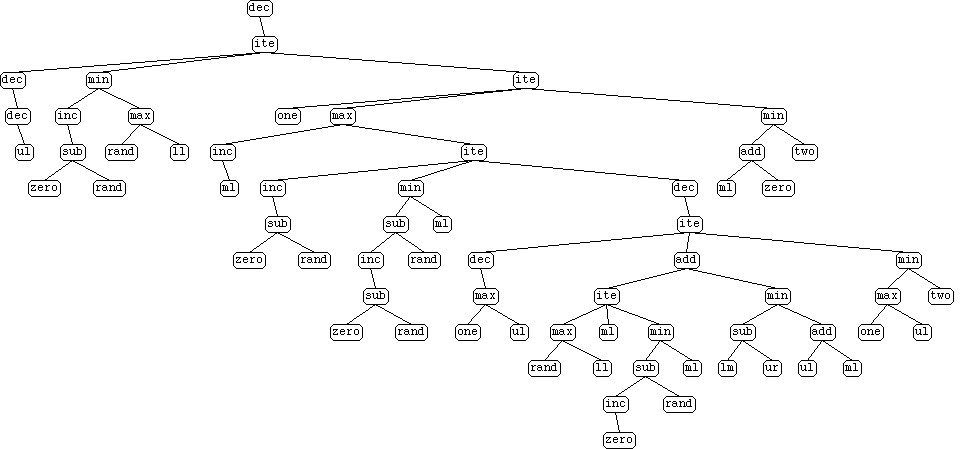 dec
ite
dec min ite
dec inc max one max min
ul sub rand ll inc ite add two
zero rand ml inc min dec ml zero
sub sub ml ite
zero rand inc rand dec add min
sub max ite min max two
zero rand one ul max ml min sub add one ul
rand ll sub ml lm ur ul ml
inc rand
zero